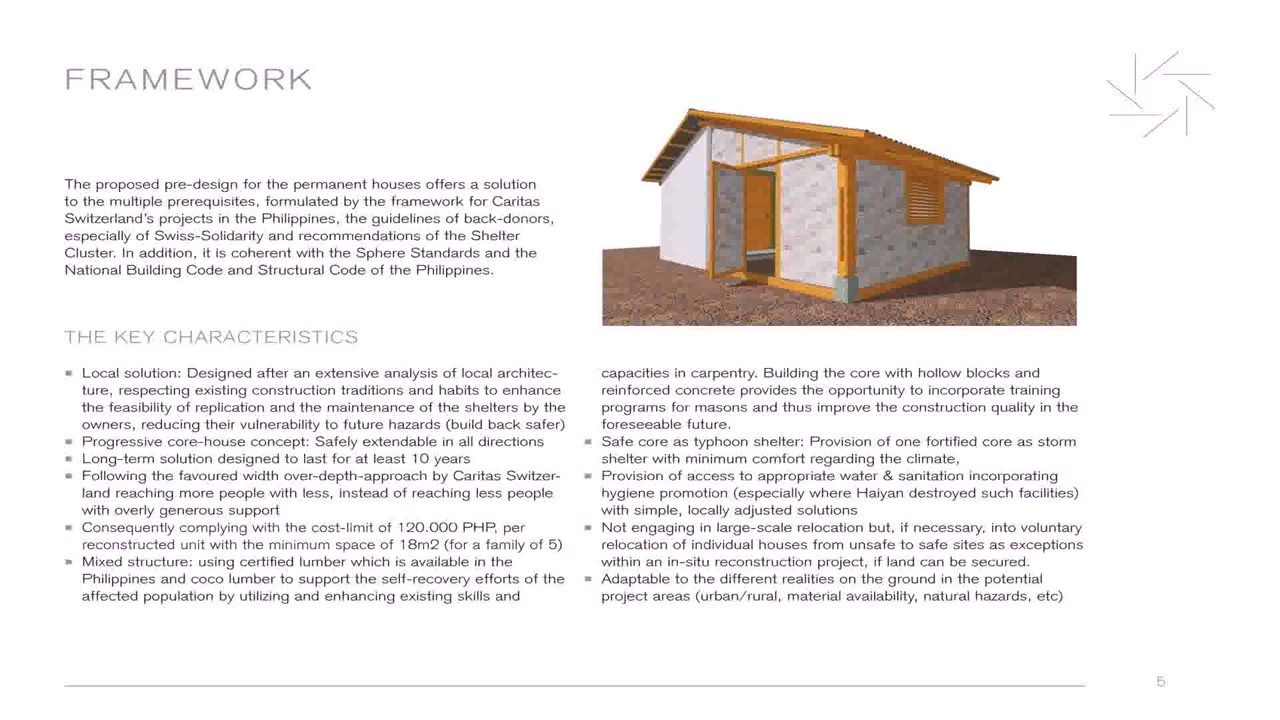 FRAMEWORK
The proposed pre-design for the permanent houses offers a solution
to the multiple prerequisites, formulated by the framework for Caritas
Switzerland's projects in the Philippines, the guidelines of back-donors,
especially of Swiss-Solidarity and recommendations of the Shelter
Cluster. In addition, it is coherent with the Sphere Standards and the
National Building Code and Structural Code of the Philippines.
THE KEY CHARACTERISTICS
Local solution: Designed after an extensive analysis of local architec-
ture, respecting existing construction traditions and habits to enhance
the feasibility of replication and the maintenance of the shelters by the
owners, reducing their vulnerability to future hazards (build back safer)
Progressive core-house concept: Safely extendable in all directions
Long-term solution designed to last for at least 10 years
Following the favoured width over-depth-approach by Caritas Switzer-
land reaching more people with less, instead of reaching less people
with overly generous support
Consequently complying with the cost-limit of 120.000 PHP, per
reconstructed unit with the minimum space of 18m2 (for a family of 5)
Mixed structure: using certified lumber which is available in the
Philippines and coco lumber to support the self-recovery efforts of the
affected population by utilizing and enhancing existing skills and
capacities in carpentry. Building the core with hollow blocks and
reinforced concrete provides the opportunity to incorporate training
programs for masons and thus improve the construction quality in the
foreseeable future.
Safe core as typhoon shelter: Provision of one fortified core as storm
shelter with minimum comfort regarding the climate,
Provision of access to appropriate water & sanitation incorporating
hygiene promotion (especially where Haiyan destroyed such facilities)
with simple, locally adjusted solutions
Not engaging in large-scale relocation but, if necessary, into voluntary
relocation of individual houses from unsafe to safe sites as exceptions
within an in-situ reconstruction project, if land can be secured.
Adaptable to the different realities on the ground in the potential
project areas (urban/rural, material availability, natural hazards, etc)
5